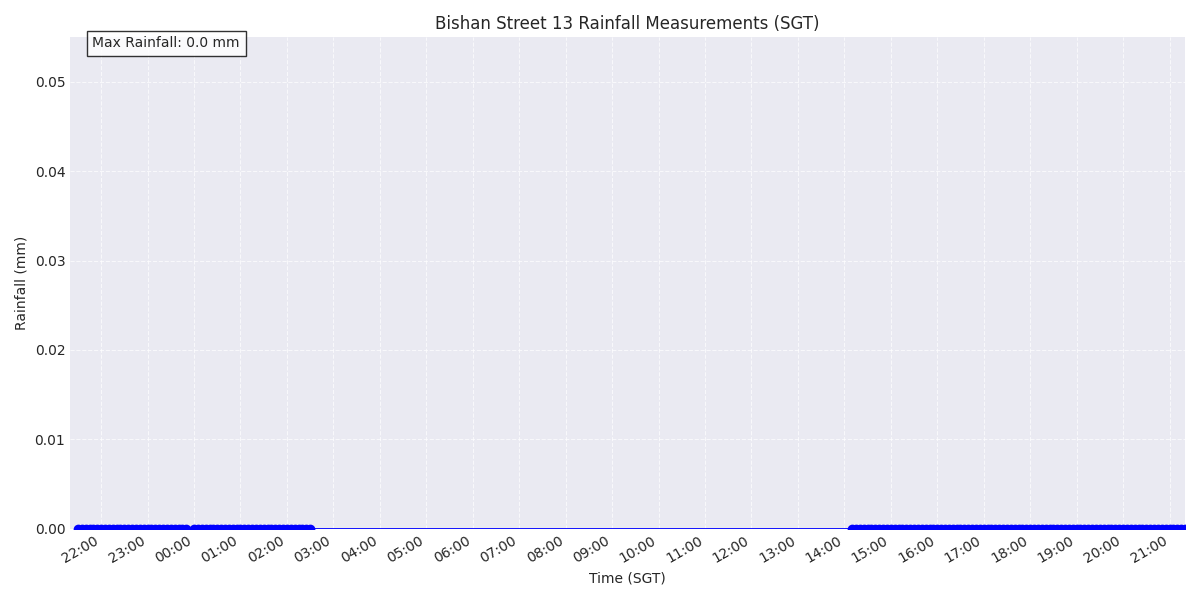 Bishan Street 13 Rainfall Measurements (SGT)
Max Rainfall: 0.0 mm
Rainfall (mm)
0.05
0.04
0.03
0.02
0.01
0.00
22:00 23:00 00:00 01:00 02:00 03:00 04:00 05:00 06:00 07:00 08:00 09:00 10:00 11:00 12:00 13:00 14:00 15:00 16:00 17:00 18:00 19:00 20:00 21:00
Time (SGT)